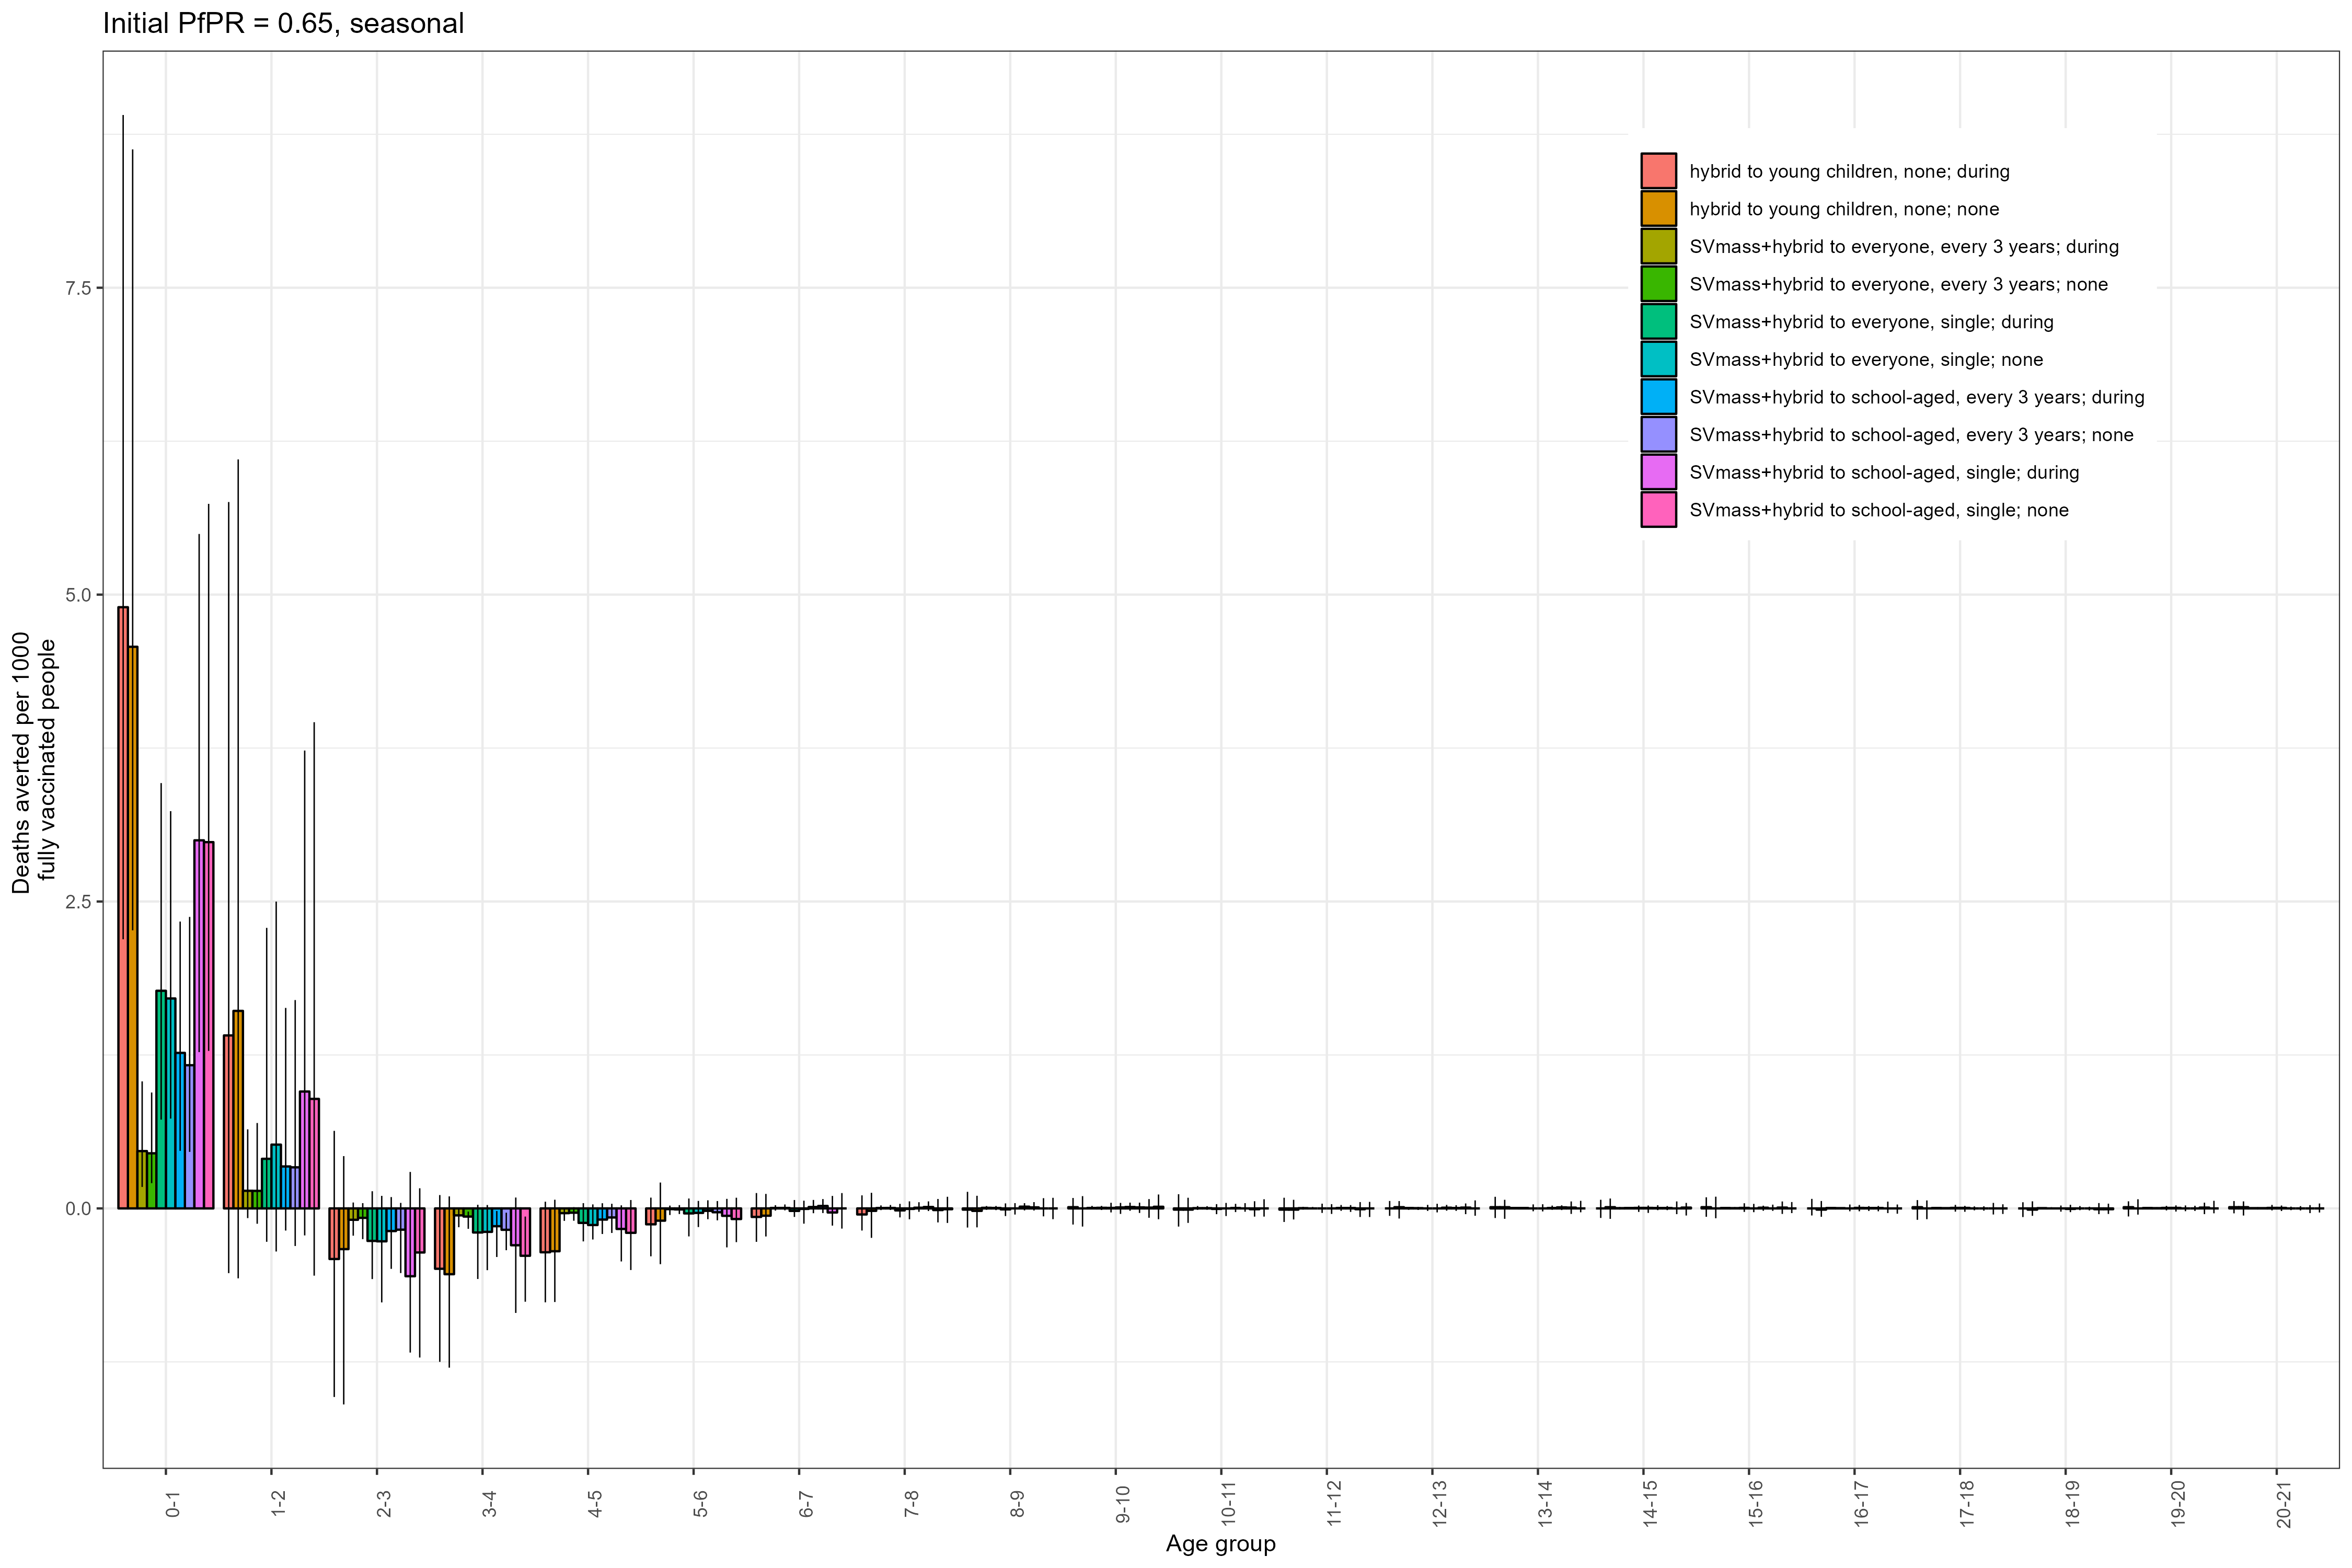 Initial PfPR = 0.65, seasonal
hybrid to young children, none; during
hybrid to young children, none; none
SVmass+hybrid to everyone, every 3 years; during
SVmass+hybrid to everyone, every 3 years; none
SVmass+hybrid to everyone, single; during
SVmass+hybrid to everyone, single; none
SVmass+hybrid to school-aged, every 3 years; during
SVmass+hybrid to school-aged, every 3 years; none
SVmass+hybrid to school-aged, single; during
SVmass+hybrid to school-aged, single; none
Deaths averted per 1000
fully vaccinated people
7.5
5.0
2.5
0.0
0-1
1-2
2-3
3-4
4-5
5-6
6-7
7-8
8-9
9-10
10-11
11-12
12-13
13-14
14-15
15-16
16-17
17-18
18-19
19-20
20-21
Age group